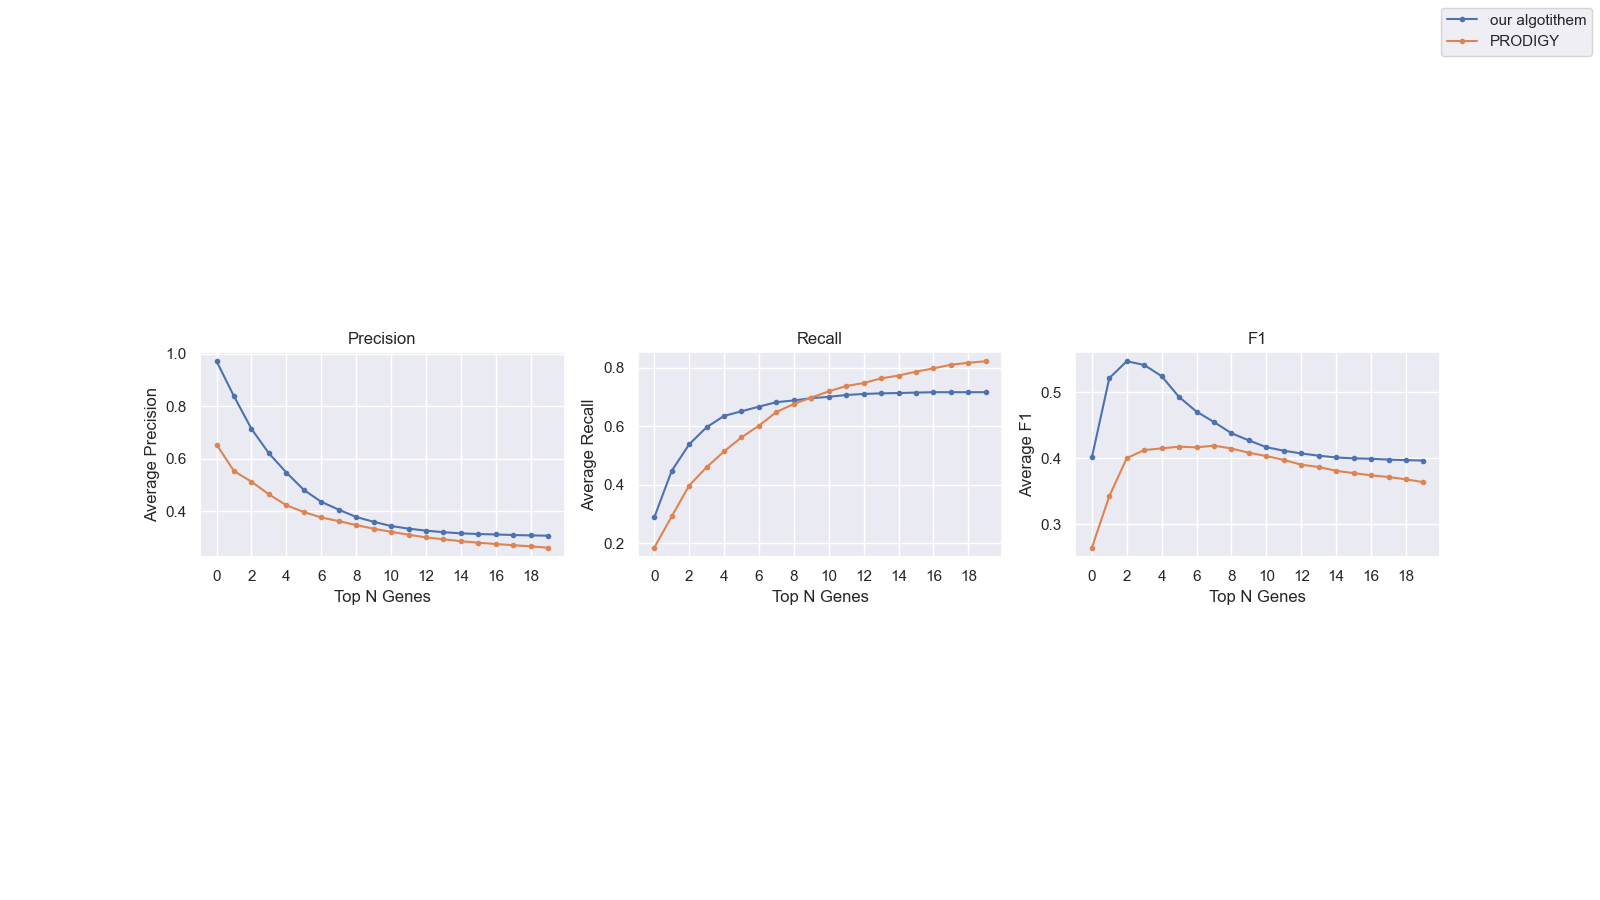 our algotithem
PRODIGY
Precision
Recall
F1
Average Precision
1.0
0.8
0.6
0.4
0 2 4 6 8 10 12 14 16 18
Top N Genes
Average Recall
0.8
0.6
0.4
0.2
0 2 4 6 8 10 12 14 16 18
Top N Genes
Average F1
0.5
0.4
0.3
0 2 4 6 8 10 12 14 16 18
Top N Genes